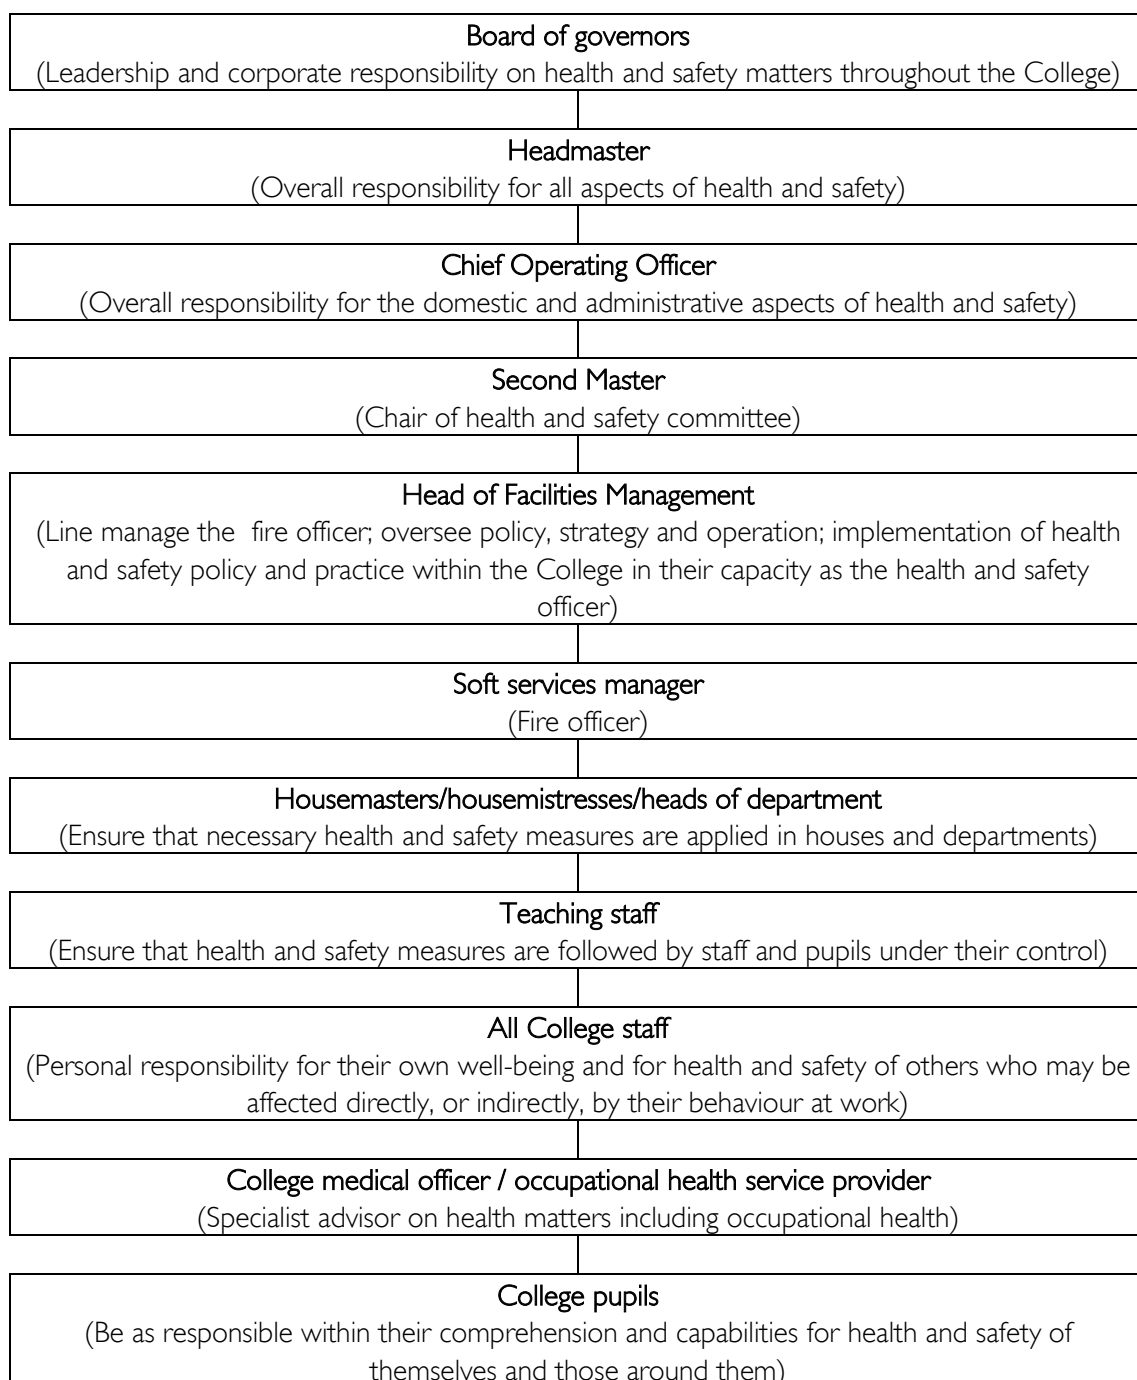 Board of governors
(Leadership and corporate responsibility on health and safety matters throughout the College)
Headmaster
(Overall responsibility for all aspects of health and safety)
Chief Operating Officer
(Overall responsibility for the domestic and administrative aspects of health and safety)
Second Master
(Chair of health and safety committee)
Head of Facilities Management
(Line manage the  fire officer; oversee policy, strategy and operation; implementation of health
and safety policy and practice within the College in their capacity as the health and safety
officer)
Soft services manager
(Fire officer)
Housemasters/housemistresses/heads of department
(Ensure that necessary health and safety measures are applied in houses and departments)
Teaching staff
(Ensure that health and safety measures are followed by staff and pupils under their control)
All College staff
(Personal responsibility for their own well-being and for health and safety of others who may be
affected directly, or indirectly, by their behaviour at work)
College medical officer / occupational health service provider
(Specialist advisor on health matters including occupational health)
College pupils
(Be as responsible within their comprehension and capabilities for health and safety of
themselves and those around them)